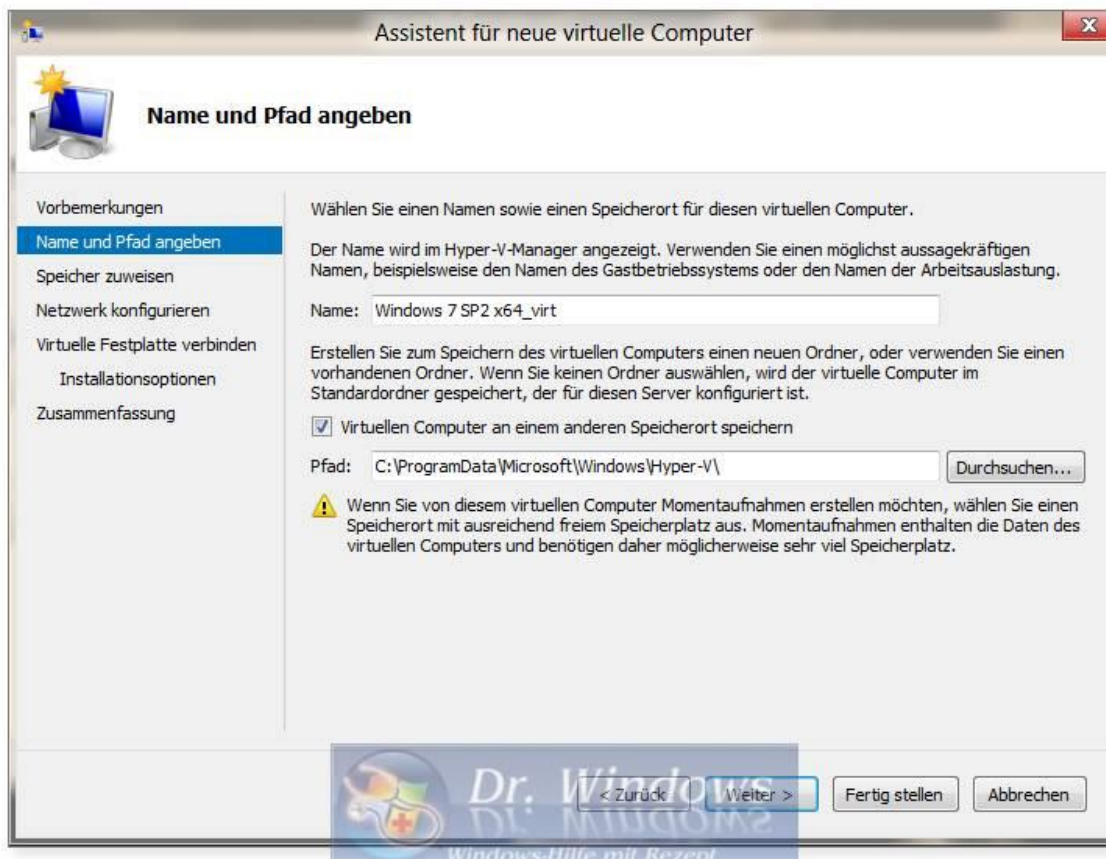 Assistent für neue virtuelle Computer
Name und Pfad angeben
Vorbemerkungen
Name und Pfad angeben
Speicher zuweisen
Netzwerk konfigurieren
Virtuelle Festplatte verbinden
Installationsoptionen
Zusammenfassung
Wählen Sie einen Namen sowie einen Speicherort für diesen virtuellen Computer.
Der Name wird im Hyper-V-Manager angezeigt. Verwenden Sie einen möglichst aussagekräftigen
Namen, beispielsweise den Namen des Gastbetriebssystems oder den Namen der Arbeitsauslastung.
Name: Windows 7 SP2 x64_virt
Erstellen Sie zum Speichern des virtuellen Computers einen neuen Ordner, oder verwenden Sie einen
vorhandenen Ordner. Wenn Sie keinen Ordner auswählen, wird der virtuelle Computer im
Standardordner gespeichert, der für diesen Server konfiguriert ist.
Virtuellen Computer an einem anderen Speicherort speichern
Pfad: C:\ProgramData\Microsoft\Windows\Hyper-V\ Durchsuchen...
Wenn Sie von diesem virtuellen Computer Momentaufnahmen erstellen möchten, wählen Sie einen
Speicherort mit ausreichend freiem Speicherplatz aus. Momentaufnahmen enthalten die Daten des
virtuellen Computers und benötigen daher möglicherweise sehr viel Speicherplatz.
Dr. Windows
< Zurück Weiter > Fertig stellen Abbrechen
Windows-Hilfe mit Rezept